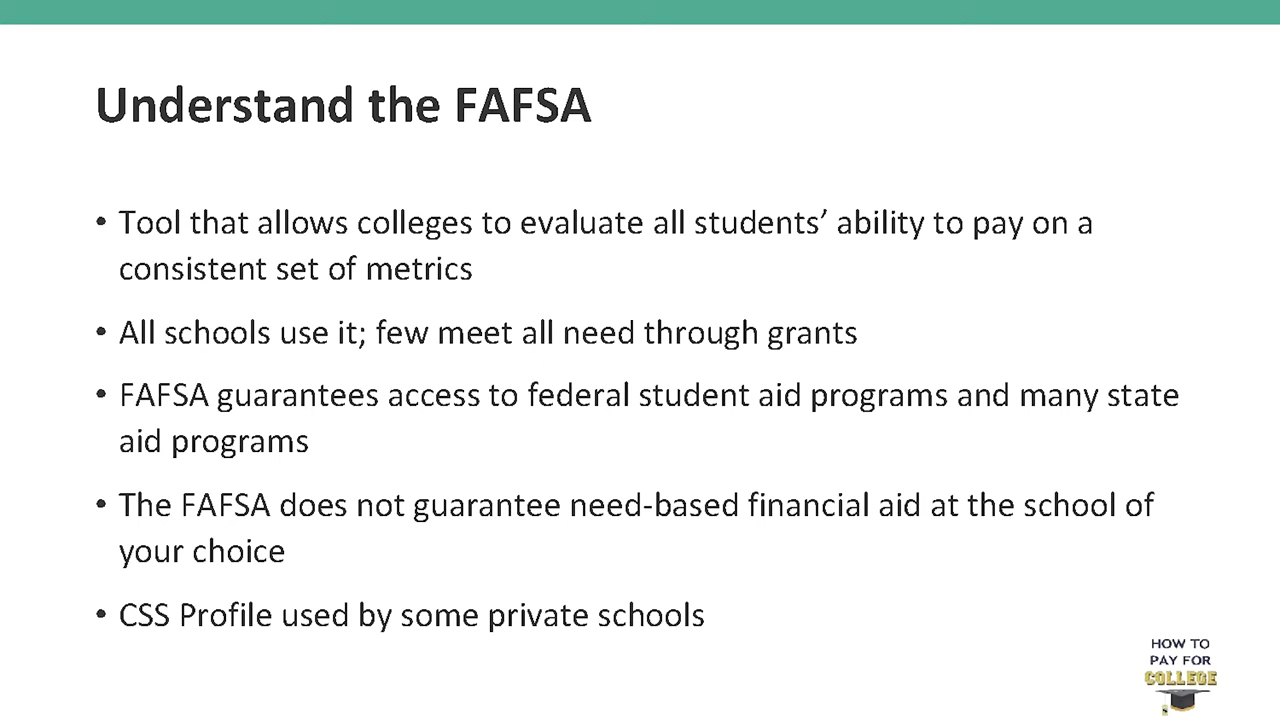 Understand the FAFSA
• Tool that allows colleges to evaluate all students’ ability to pay on a
consistent set of metrics
• All schools use it; few meet all need through grants
• FAFSA guarantees access to federal student aid programs and many state
aid programs
• The FAFSA does not guarantee need-based financial aid at the school of
your choice
• CSS Profile used by some private schools
HOW TO
PAY FOR
COLLEGE